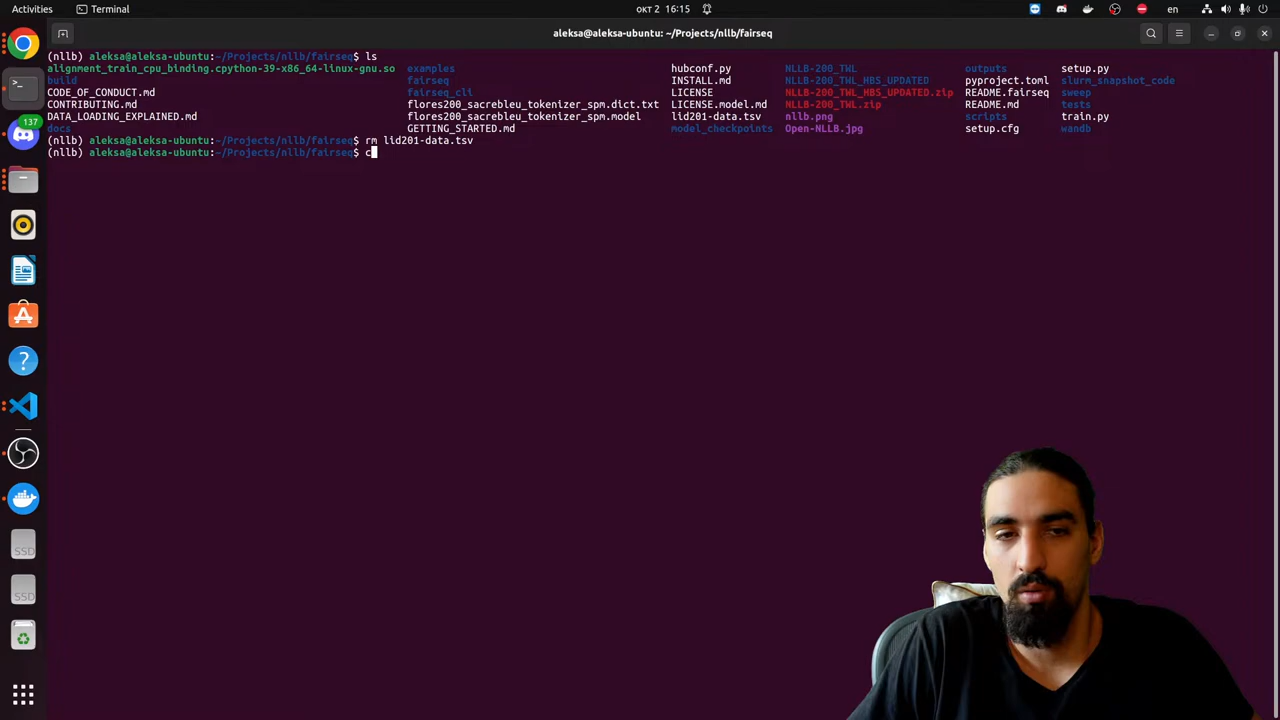 Activities Terminal окт 2 16:15 en
aleksa@aleksa-ubuntu: ~/Projects/nllb/fairseq
(nllb) aleksa@aleksa-ubuntu:~/Projects/nllb/fairseq$ ls
alignment_train_cpu_binding.cpython-39-x86_64-linux-gnu.so examples hubconf.py NLLB-200_TWL outputs setup.py
build fairseq INSTALL.md NLLB-200_TWL_HBS_UPDATED pyproject.toml slurm_snapshot_code
CODE_OF_CONDUCT.md fairseq_cli LICENSE NLLB-200_TWL_HBS_UPDATED.zip README.fairseq sweep
CONTRIBUTING.md flores200_sacrebleu_tokenizer_spm.dict.txt LICENSE.model.md NLLB-200_TWL.zip README.md tests
DATA_LOADING_EXPLAINED.md flores200_sacrebleu_tokenizer_spm.model lid201-data.tsv nllb.png scripts train.py
docs GETTING_STARTED.md model_checkpoints Open-NLLB.jpg setup.cfg wandb
(nllb) aleksa@aleksa-ubuntu:~/Projects/nllb/fairseq$ rm lid201-data.tsv
(nllb) aleksa@aleksa-ubuntu:~/Projects/nllb/fairseq$ c
137
SSD
SSD